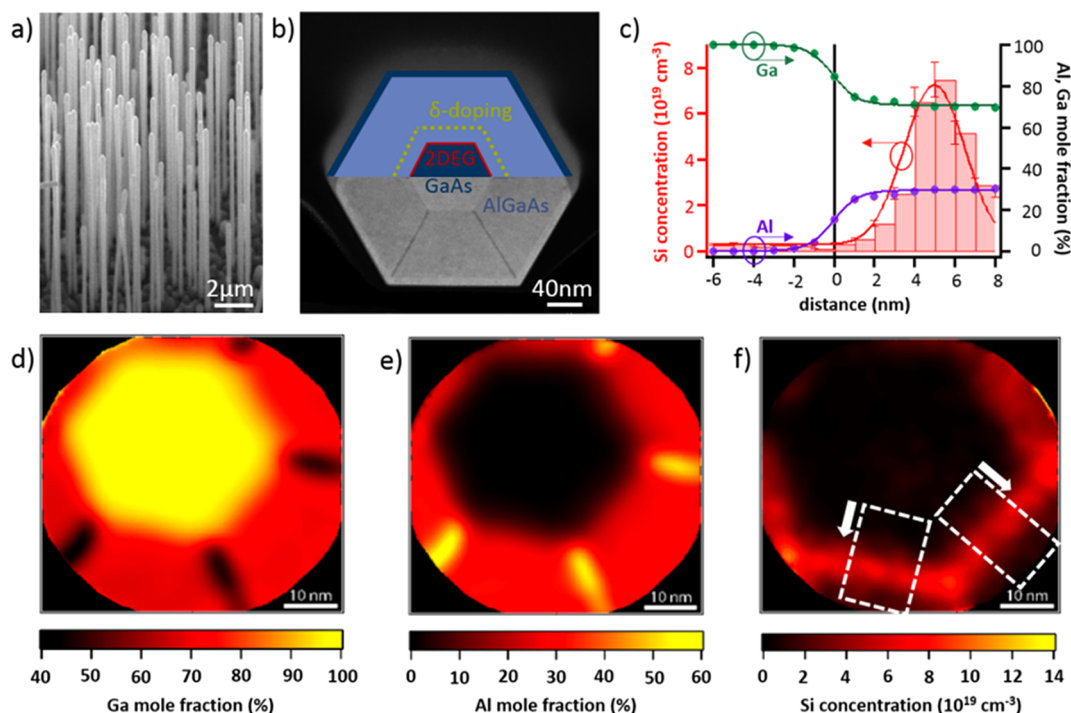 a)
2μm
b)
δ-doping
2DEG
GaAs
AlGaAs
40nm
c)
Si concentration (10¹⁹ cm⁻³)
8
6
4
2
0
Ga
Al
100
80
60
40
20
0
Al, Ga mole fraction (%)
-6 -4 -2 0 2 4 6 8
distance (nm)
d)
10 nm
40 50 60 70 80 90 100
Ga mole fraction (%)
e)
10 nm
0 10 20 30 40 50 60
Al mole fraction (%)
f)
10 nm
0 2 4 6 8 10 12 14
Si concentration (10¹⁹ cm⁻³)